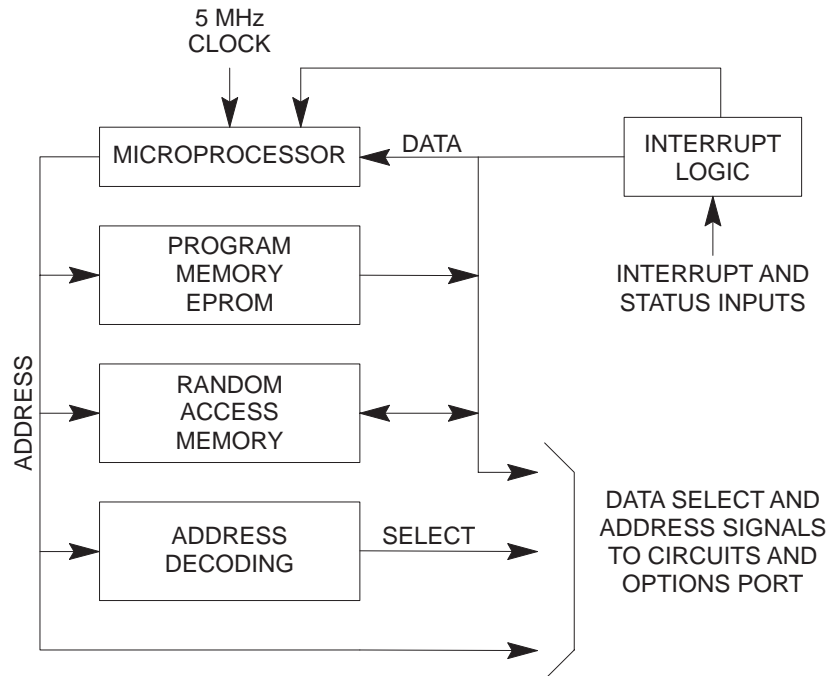 5 MHz
CLOCK
MICROPROCESSOR
DATA
INTERRUPT
LOGIC
PROGRAM
MEMORY
EPROM
INTERRUPT AND
STATUS INPUTS
ADDRESS
RANDOM
ACCESS
MEMORY
ADDRESS
DECODING
SELECT
DATA SELECT AND
ADDRESS SIGNALS
TO CIRCUITS AND
OPTIONS PORT